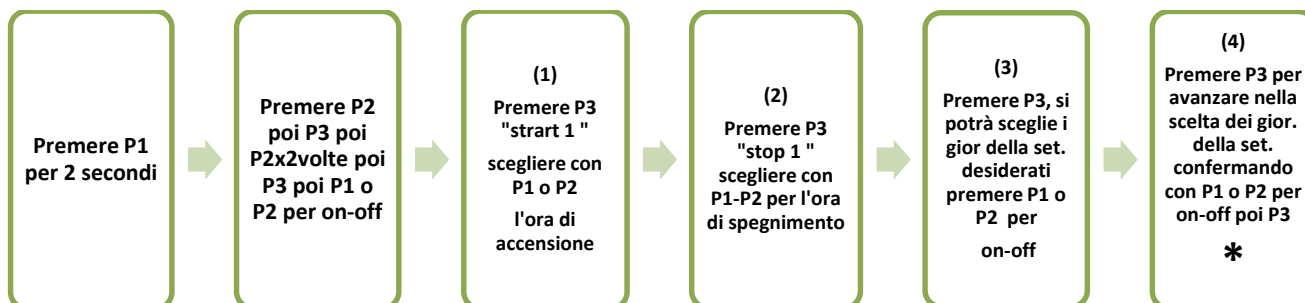 Premere P1
per 2 secondi
Premere P2
poi P3 poi
P2x2volte poi
P3 poi P1 o
P2 per on-off
(1)
Premere P3
"strart 1 "
scegliere con
P1 o P2
l'ora di
accensione
(2)
Premere P3
"stop 1 "
scegliere con
P1-P2 per l'ora
di spegnimento
(3)
Premere P3, si
potrà sceglie i
gior della set.
desiderati
premere P1 o
P2 per
on-off
(4)
Premere P3 per
avanzare nella
scelta dei gior.
della set.
confermando
con P1 o P2 per
on-off poi P3
*